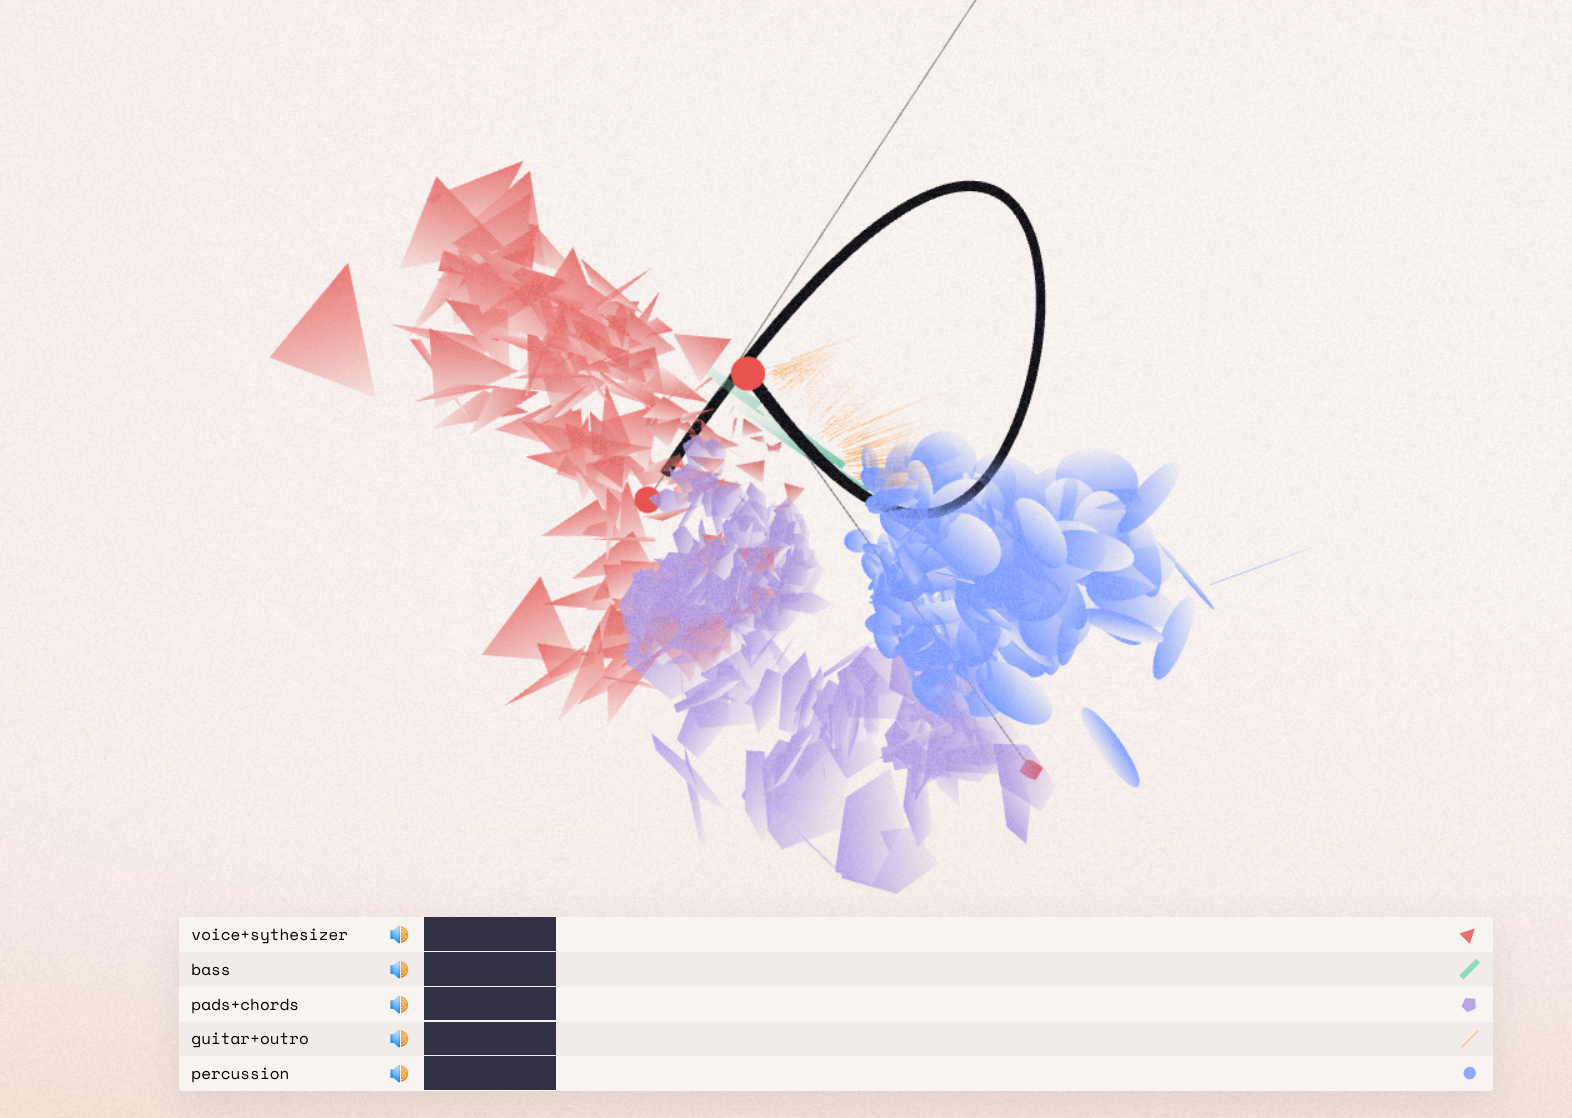 voice+sythesizer
bass
pads+chords
guitar+outro
percussion